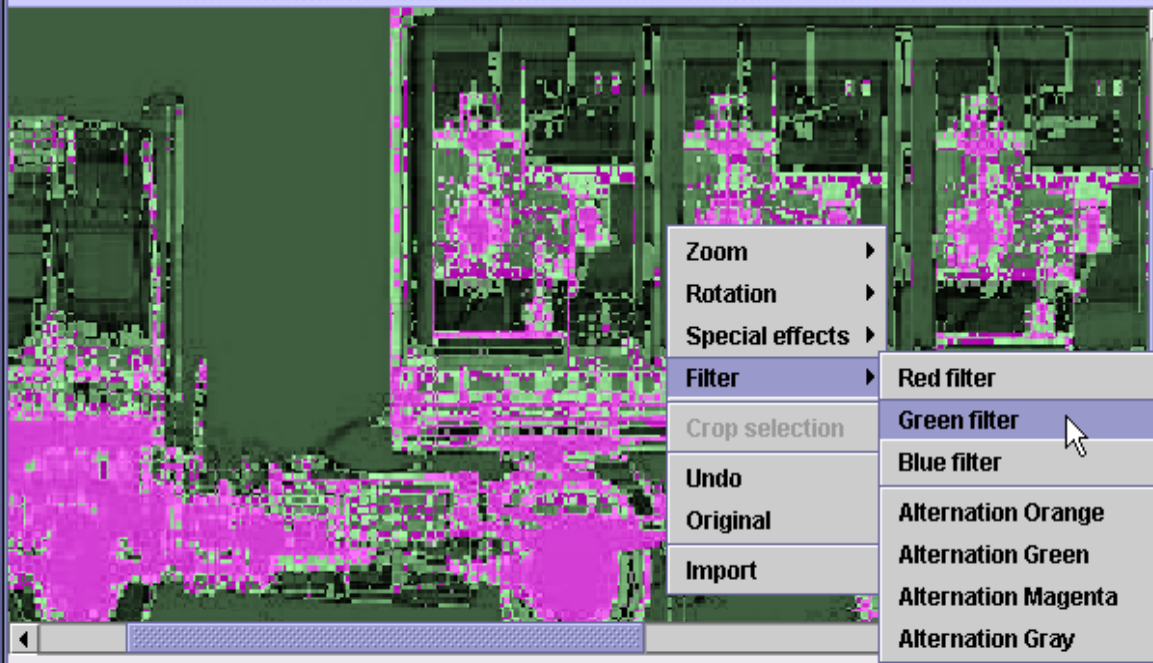 Zoom
Rotation
Special effects
Filter
Crop selection
Undo
Original
Import
Red filter
Green filter
Blue filter
Alternation Orange
Alternation Green
Alternation Magenta
Alternation Gray